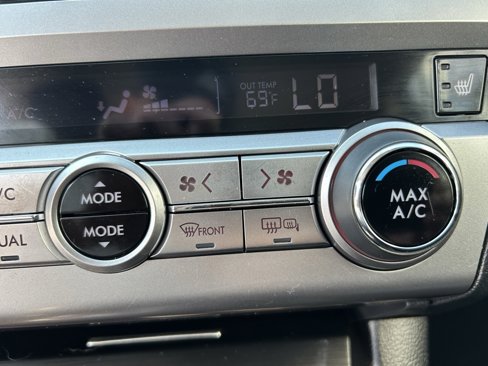 OUT TEMP
69°F
LO
A/C
MODE
MODE
MAX
A/C
/C
UAL
FRONT